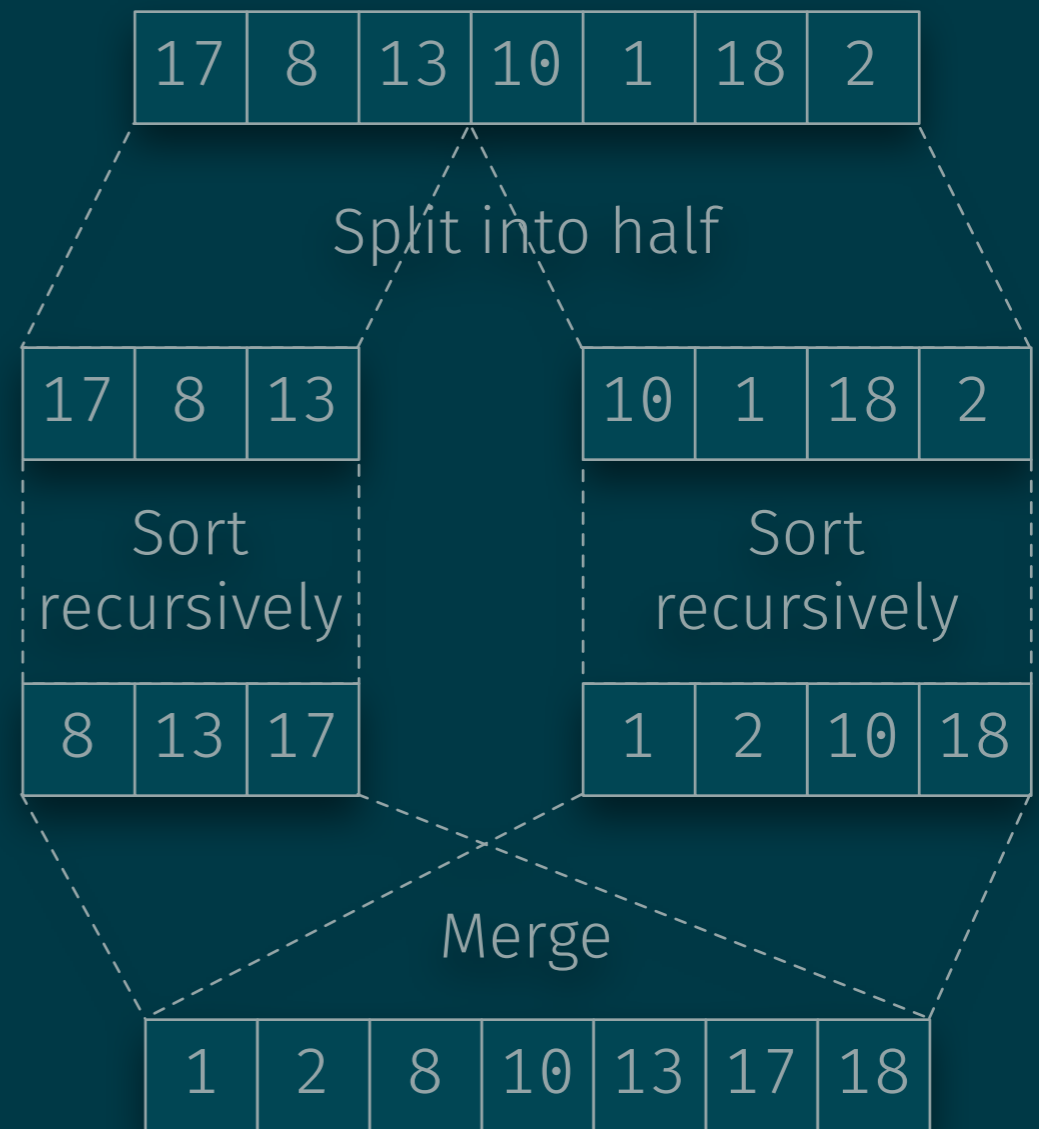 17 8 13 10 1 18 2
Split into half
17 8 13 10 1 18 2
Sort Sort
recursively recursively
8 13 17 1 2 10 18
Merge
1 2 8 10 13 17 18